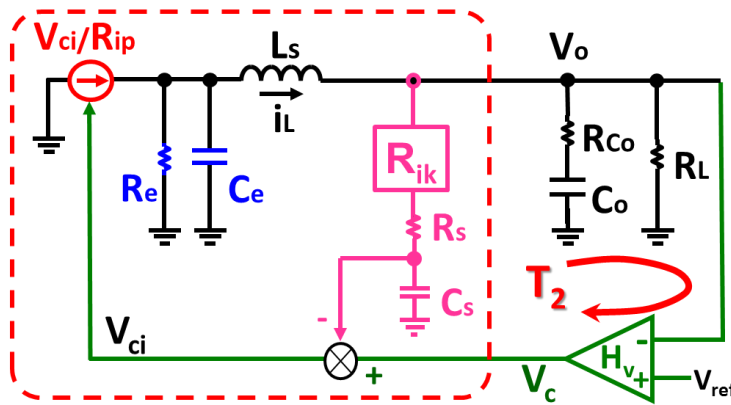 Vci/Rip
Ls
Vo
iL
Re
Ce
Rik
Rs
Cs
RCo
Co
RL
T2
Vci
-
+
Vc
Hv
-
+
Vref